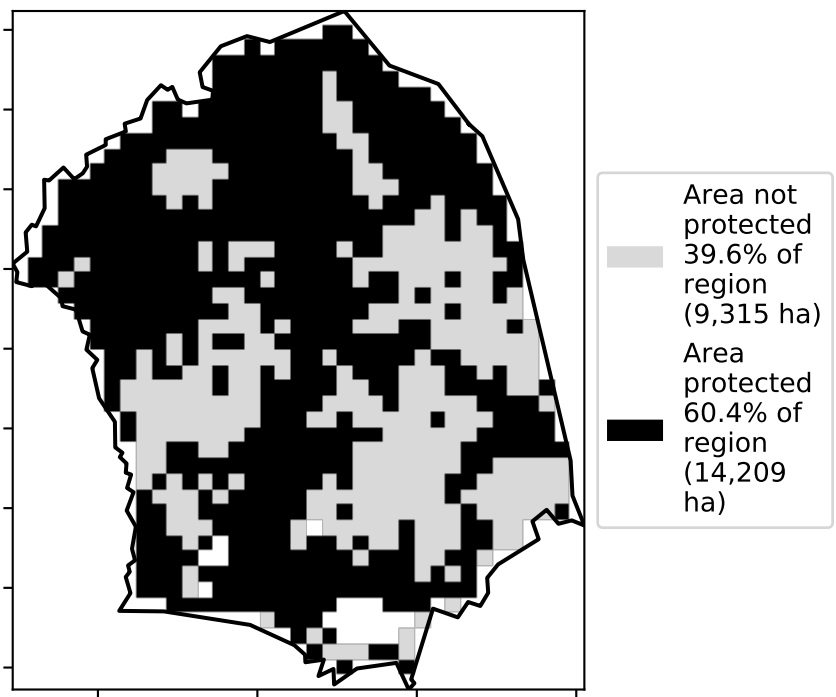 Area not
protected
39.6% of
region
(9,315 ha)
Area
protected
60.4% of
region
(14,209
ha)